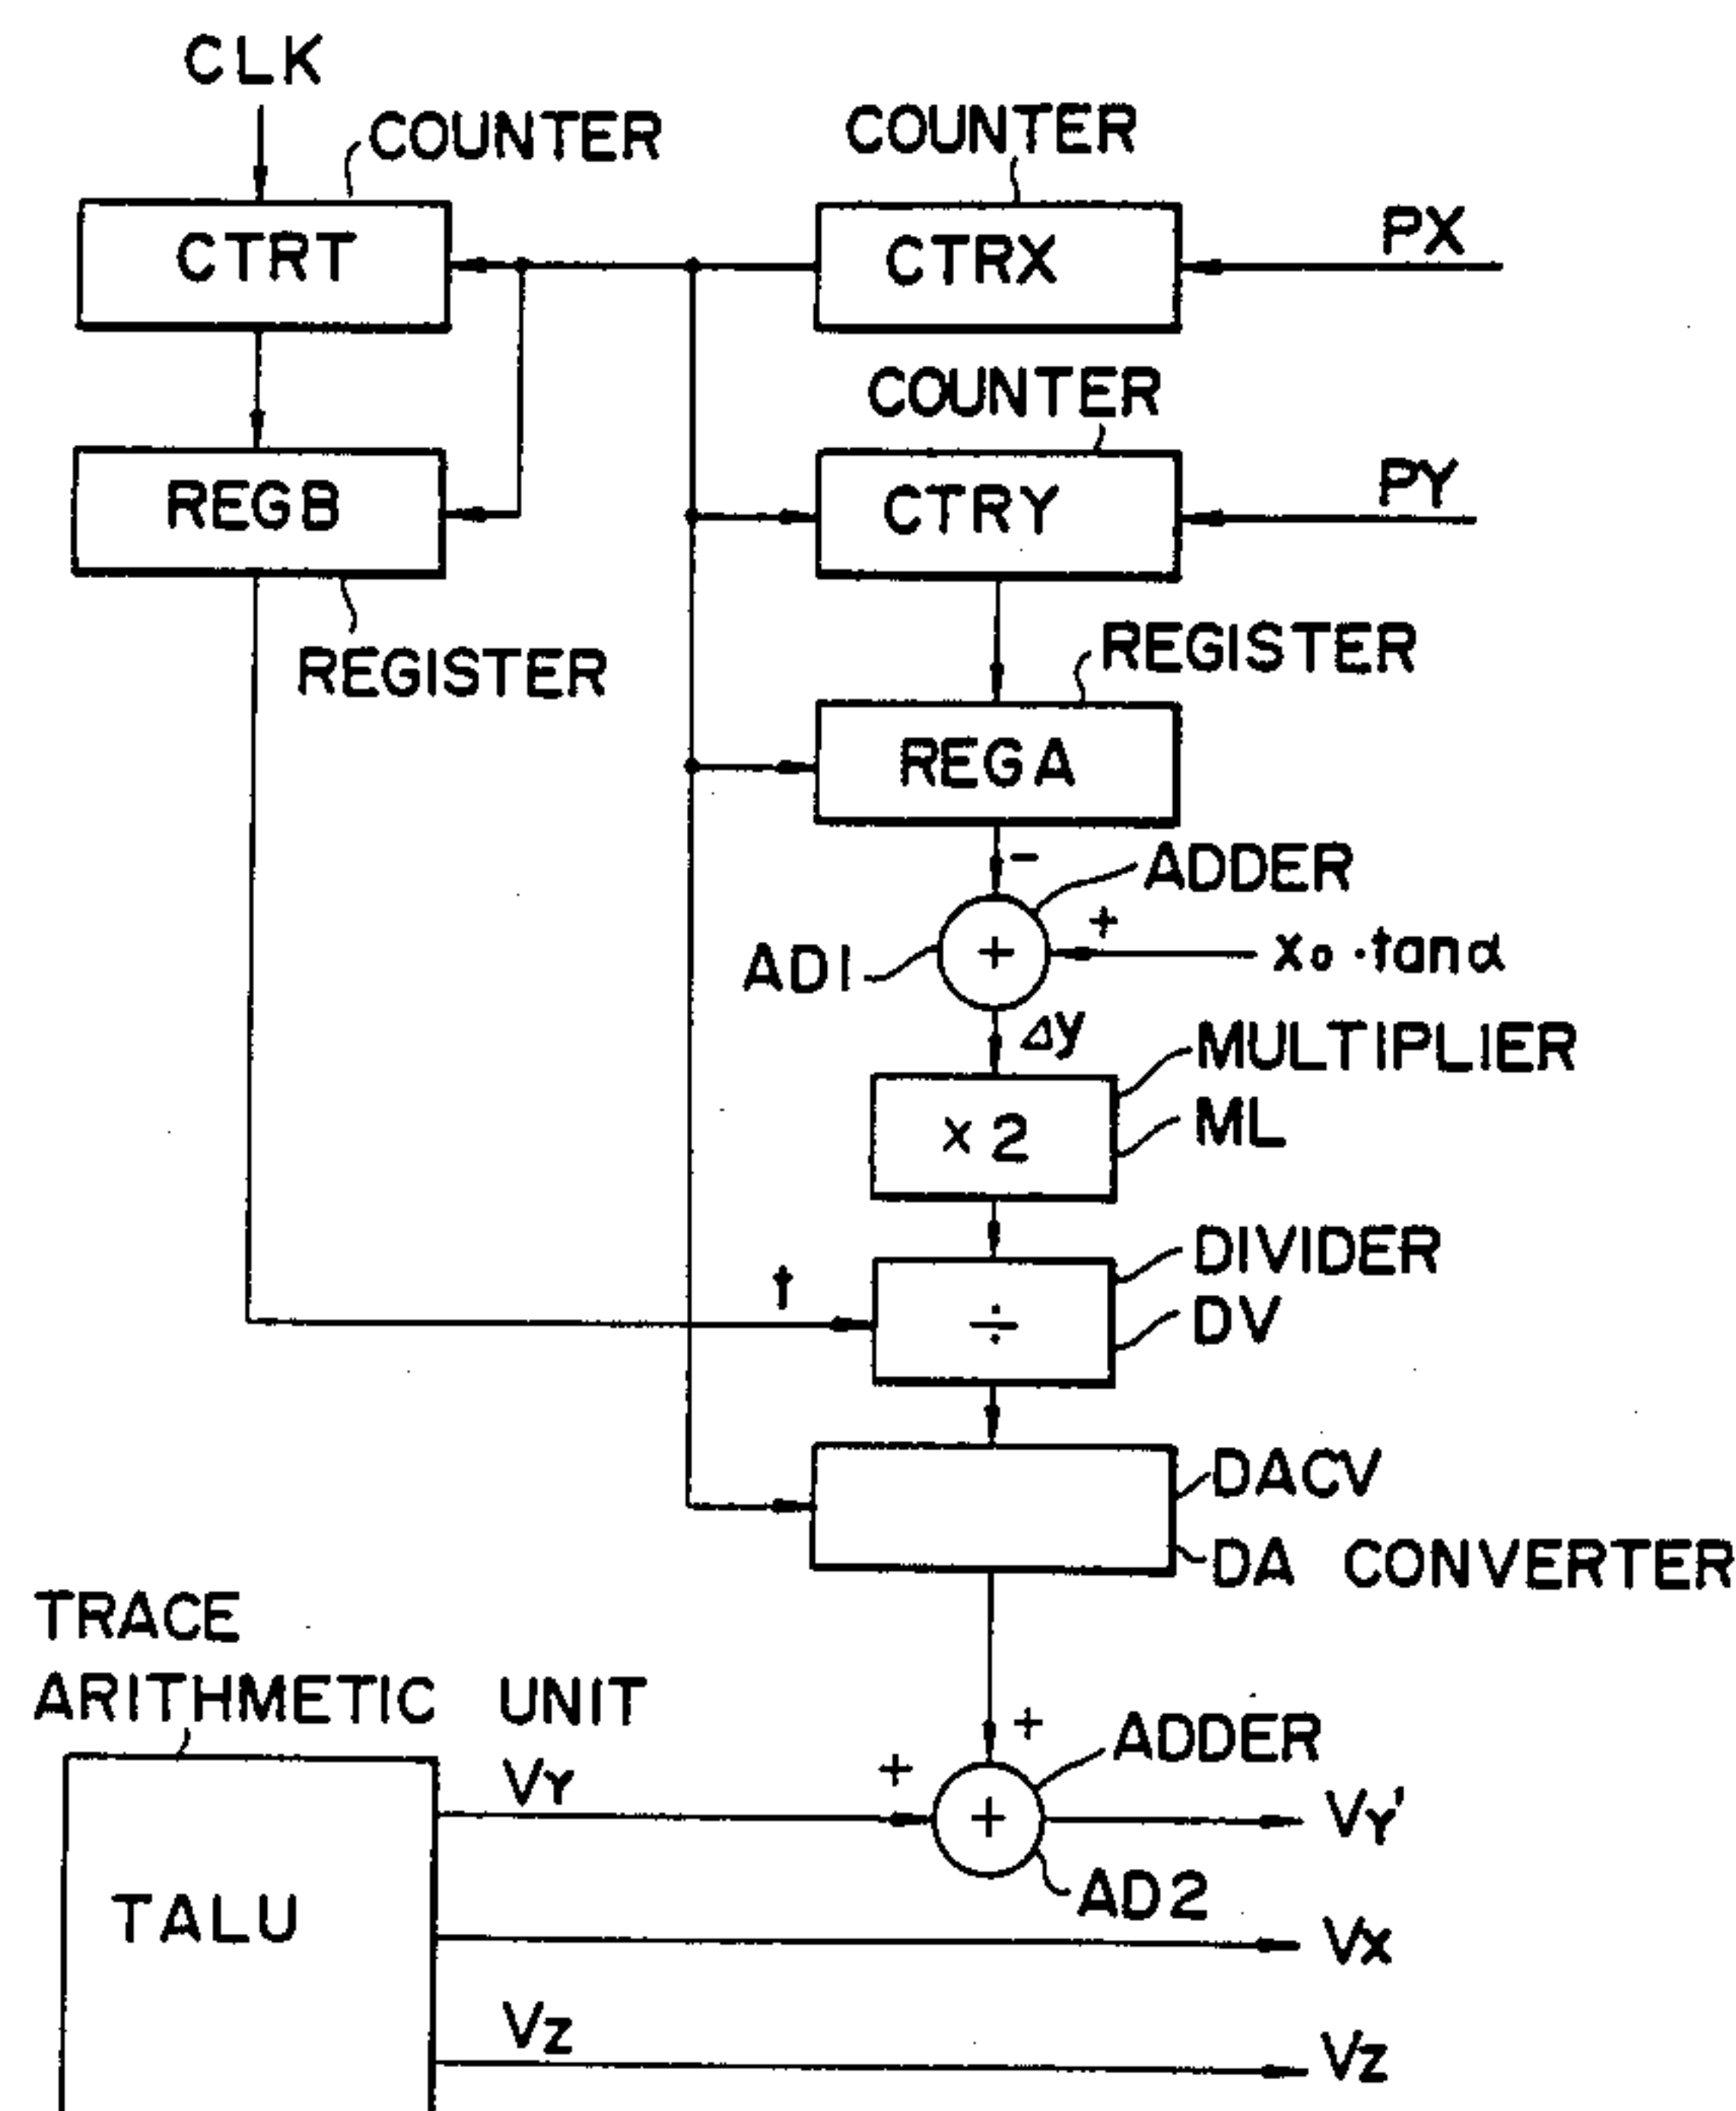 CLK
COUNTER
COUNTER
CTRT
CTRX
PX
COUNTER
REGB
CTRY
PY
REGISTER
REGISTER
REGA
-
ADDER
+
AD1
+
x₀ · tanα
Δy
MULTIPLIER
×2
ML
DIVIDER
t
÷
DV
DACV
DA CONVERTER
TRACE
ARITHMETIC UNIT
+
ADDER
VY
+
+
VY'
AD2
TALU
VX
VZ
VZ